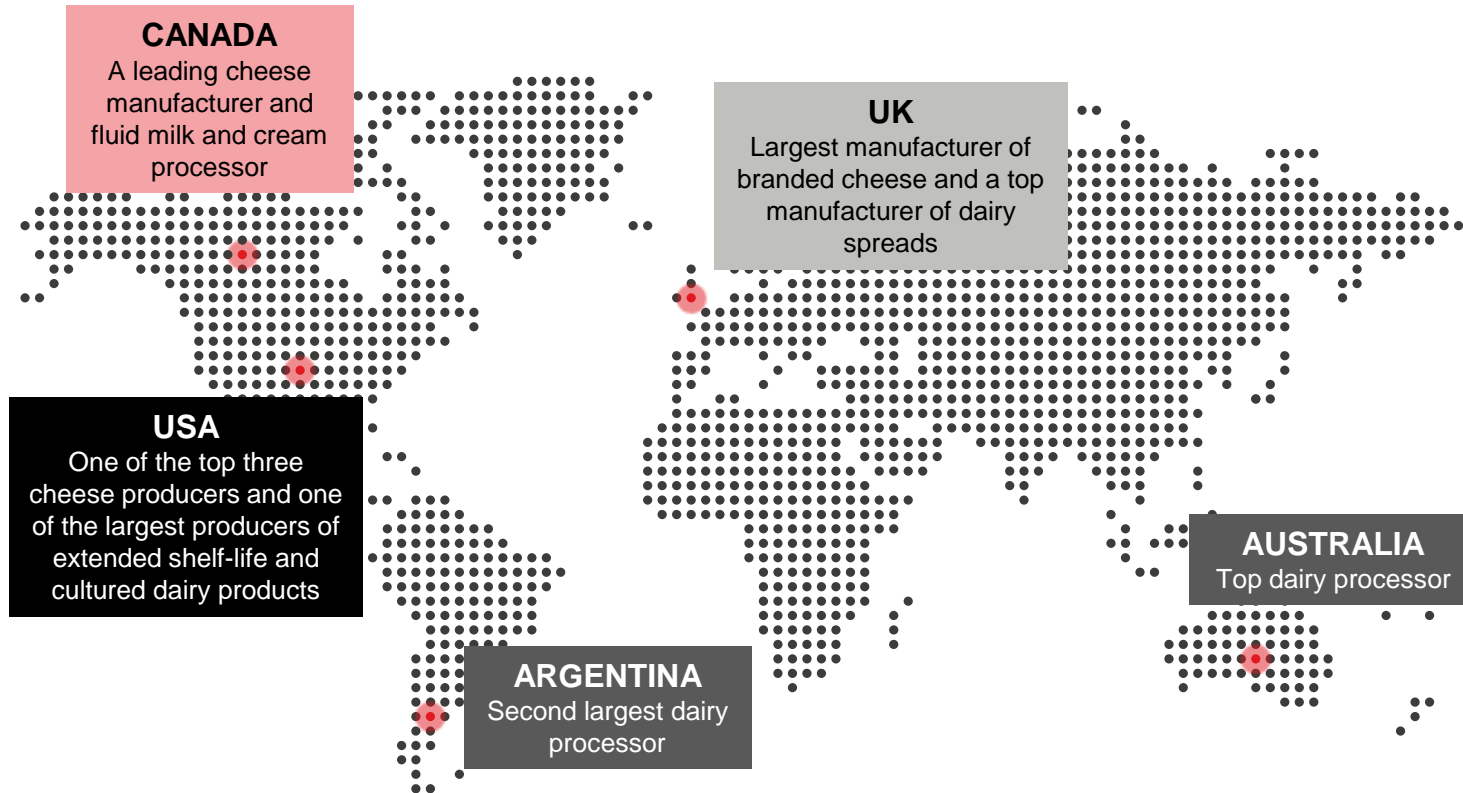 CANADA
A leading cheese
manufacturer and
fluid milk and cream
processor
UK
Largest manufacturer of
branded cheese and a top
manufacturer of dairy
spreads
USA
One of the top three
cheese producers and one
of the largest producers of
extended shelf-life and
cultured dairy products
AUSTRALIA
Top dairy processor
ARGENTINA
Second largest dairy
processor